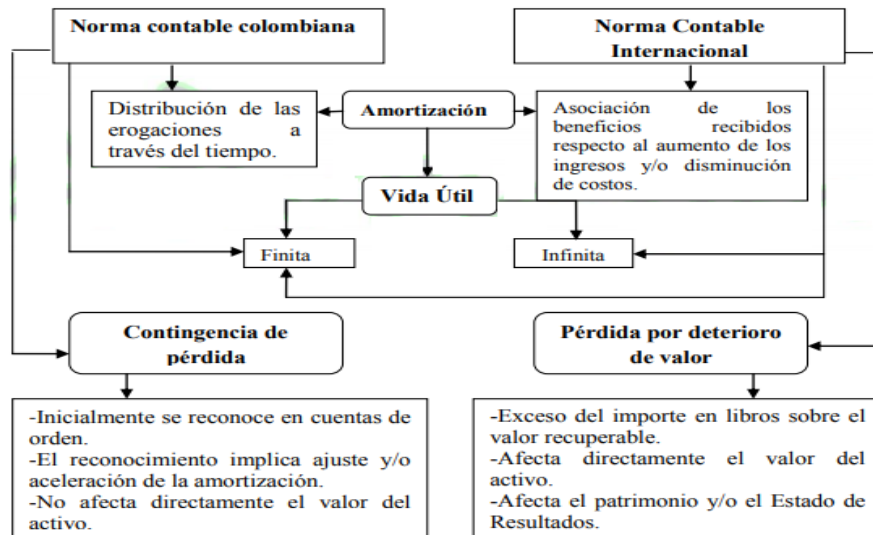 Norma contable colombiana
Norma Contable
Internacional
Distribución de las
erogaciones a
través del tiempo.
Amortización
Asociación de los
beneficios recibidos
respecto al aumento de los
ingresos y/o disminución
de costos.
Vida Útil
Finita
Infinita
Contingencia de
pérdida
Pérdida por deterioro
de valor
-Inicialmente se reconoce en cuentas de
orden.
-El reconocimiento implica ajuste y/o
aceleración de la amortización.
-No afecta directamente el valor del
activo.
-Exceso del importe en libros sobre el
valor recuperable.
-Afecta directamente el valor del
activo.
-Afecta el patrimonio y/o el Estado de
Resultados.